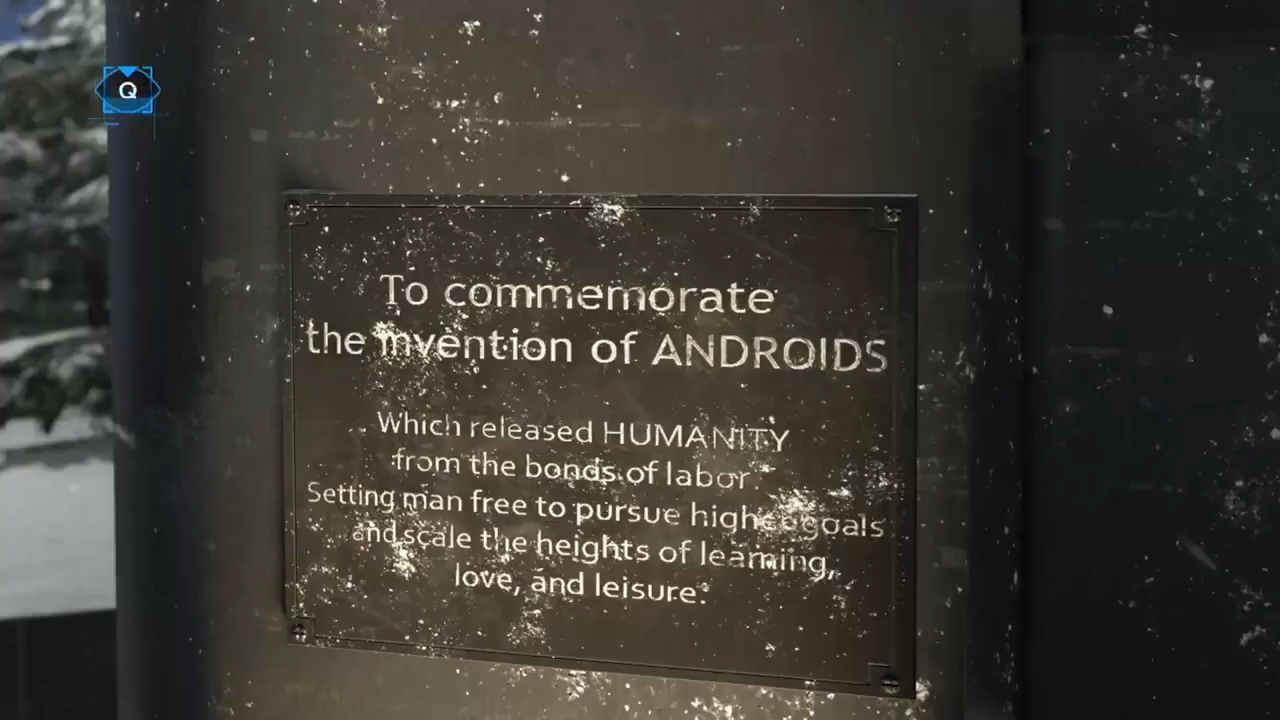 Q
To commemorate
the invention of ANDROIDS
Which released HUMANITY
from the bonds of labor.
Setting man free to pursue higher goals
and scale the heights of learning,
love, and leisure.